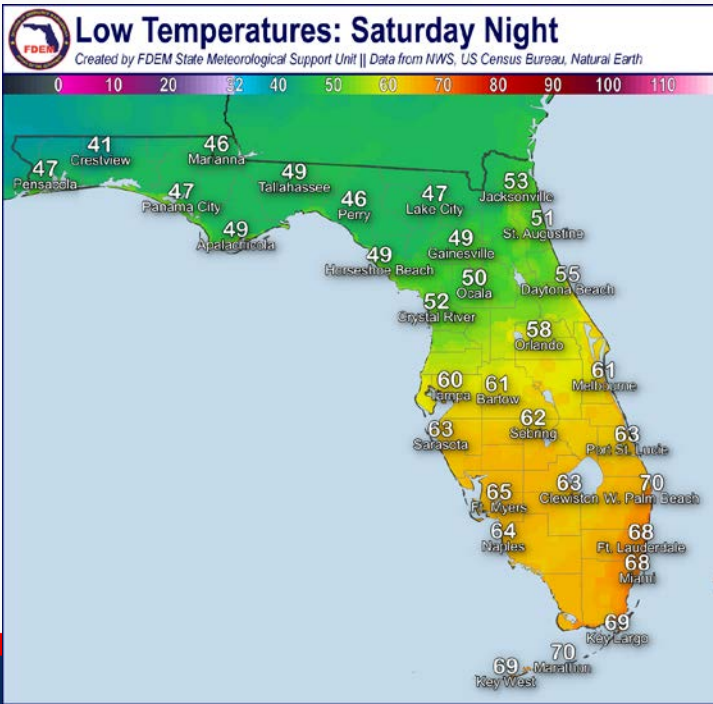 FDEM
Low Temperatures: Saturday Night
Created by FDEM State Meteorological Support Unit || Data from NWS, US Census Bureau, Natural Earth
0 10 20 32 40 50 60 70 80 90 100 110
41
Crestview
46
Marianna
47
Pensacola
49
Tallahassee
47
Panama City
46
Perry
47
Lake City
53
Jacksonville
49
Apalachicola
51
St. Augustine
49
Gainesville
49
Horseshoe Beach
50
Ocala
55
Daytona Beach
52
Crystal River
58
Orlando
60
Tampa
61
Bartow
61
Melbourne
62
Sebring
63
Sarasota
63
Port St. Lucie
65
Ft. Myers
63
Clewiston
70
W. Palm Beach
64
Naples
68
Ft. Lauderdale
68
Miami
69
Key Largo
70
Marathon
69
Key West